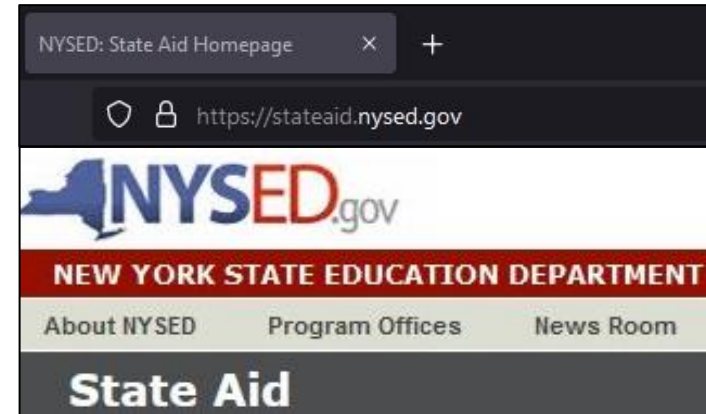 NYSED: State Aid Homepage
https://stateaid.nysed.gov
NYSED.gov
NEW YORK STATE EDUCATION DEPARTMENT
About NYSED Program Offices News Room
State Aid